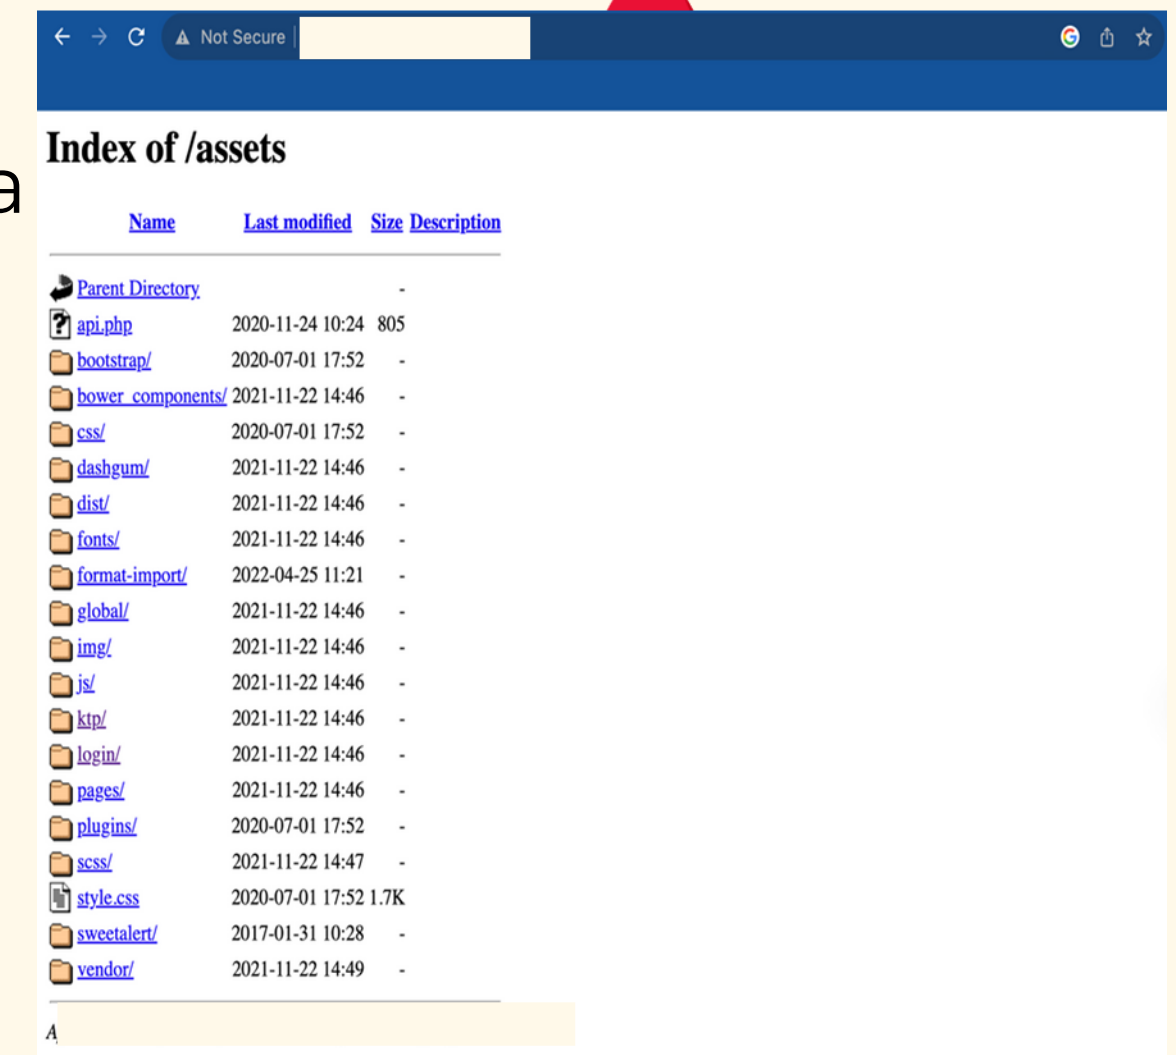 Not Secure
Index of /assets
a
Name Last modified Size Description
Parent Directory -
api.php 2020-11-24 10:24 805
bootstrap/ 2020-07-01 17:52 -
bower_components/ 2021-11-22 14:46 -
css/ 2020-07-01 17:52 -
dashgum/ 2021-11-22 14:46 -
dist/ 2021-11-22 14:46 -
fonts/ 2021-11-22 14:46 -
format-import/ 2022-04-25 11:21 -
global/ 2021-11-22 14:46 -
img/ 2021-11-22 14:46 -
js/ 2021-11-22 14:46 -
ktp/ 2021-11-22 14:46 -
login/ 2021-11-22 14:46 -
pages/ 2021-11-22 14:46 -
plugins/ 2020-07-01 17:52 -
scss/ 2021-11-22 14:47 -
style.css 2020-07-01 17:52 1.7K
sweetalert/ 2017-01-31 10:28 -
vendor/ 2021-11-22 14:49 -
A